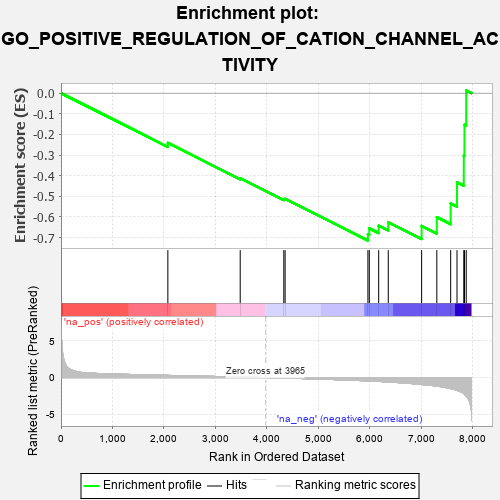 Enrichment plot:
GO_POSITIVE_REGULATION_OF_CATION_CHANNEL_AC
TIVITY
Enrichment score (ES)
0.0
-0.1
-0.2
-0.3
-0.4
-0.5
-0.6
-0.7
'na_pos' (positively correlated)
Ranked list metric (PreRanked)
5
0
-5
Zero cross at 3965
'na_neg' (negatively correlated)
0
1,000
2,000
3,000
4,000
5,000
6,000
7,000
8,000
Rank in Ordered Dataset
Enrichment profile
Hits
Ranking metric scores